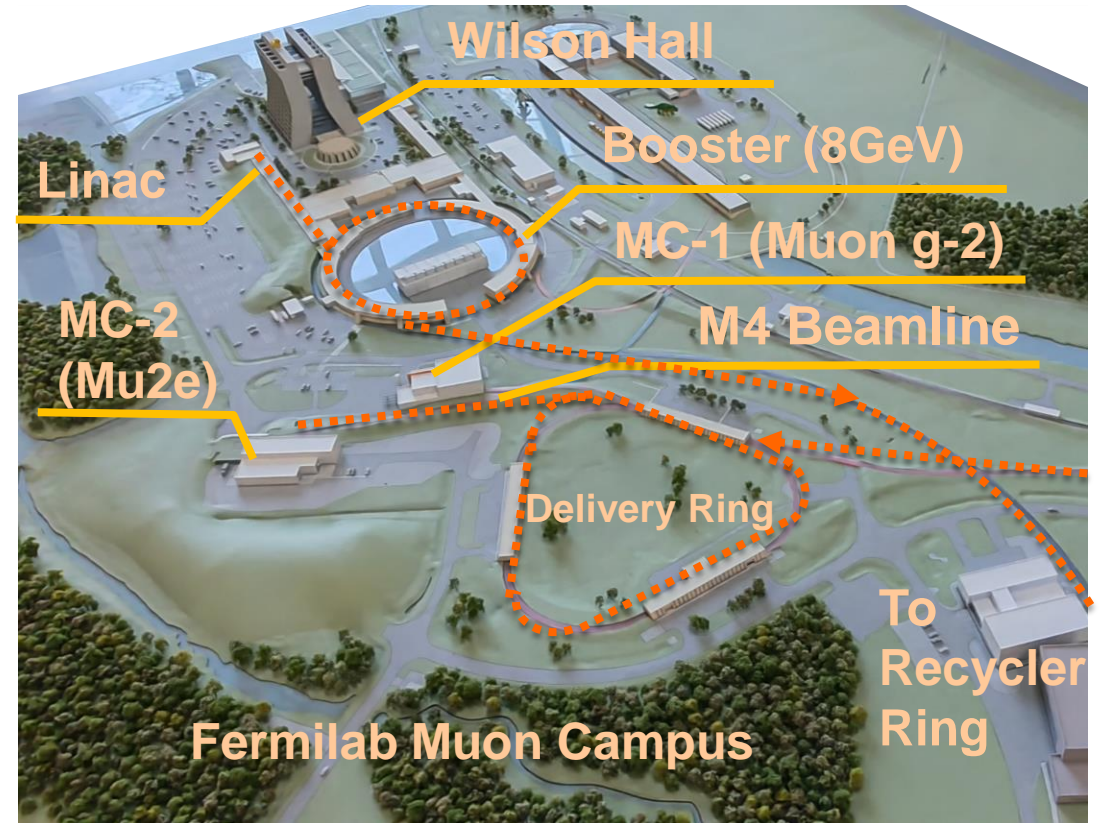 Wilson Hall
Booster (8GeV)
Linac
MC-1 (Muon g-2)
MC-2
(Mu2e)
M4 Beamline
Delivery Ring
To
Recycler
Ring
Fermilab Muon Campus